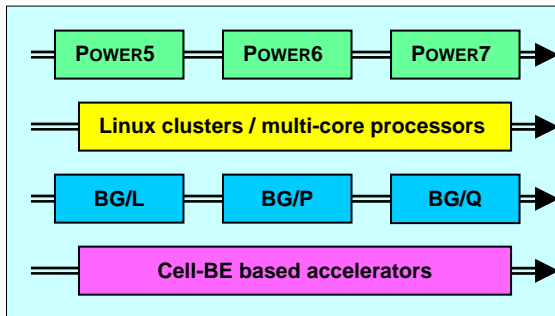 POWER5 POWER6 POWER7
Linux clusters / multi-core processors
BG/L BG/P BG/Q
Cell-BE based accelerators